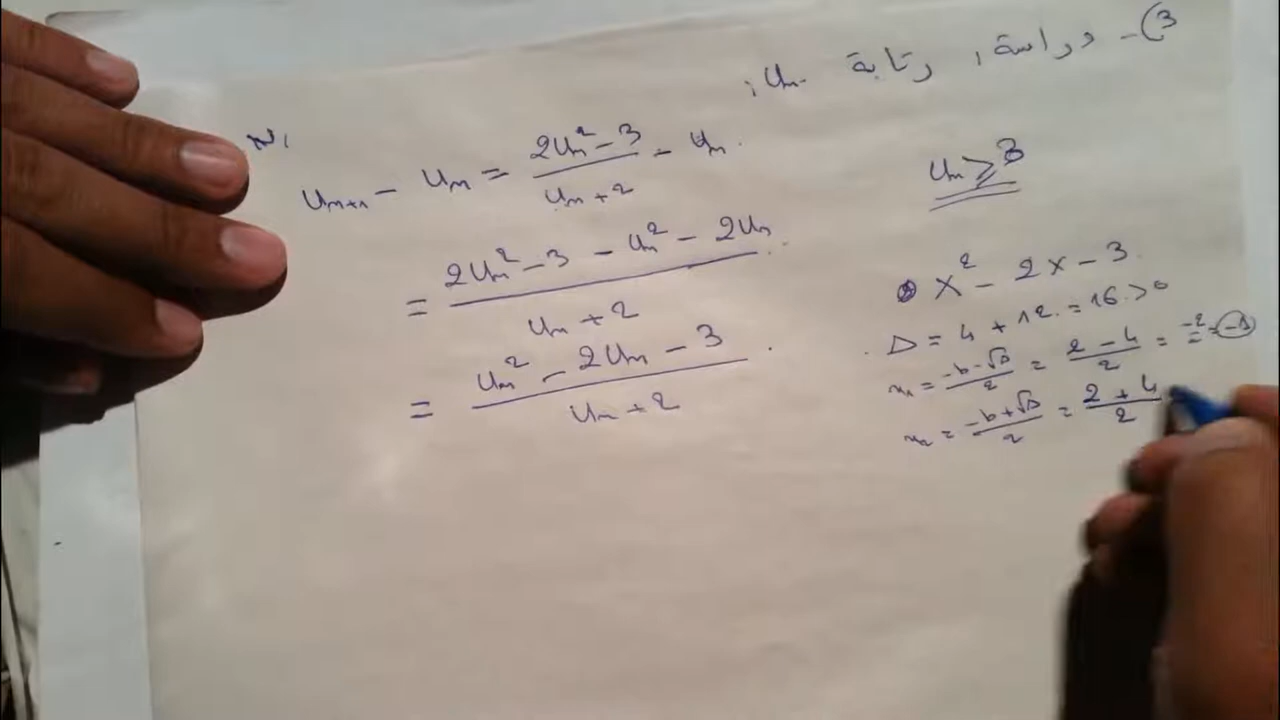 3)- دراسة رتابة Uₙ:
Uₙ₊₁ - Uₙ = (2Uₙ² - 3)/(Uₙ + 2) - Uₙ
= (2Uₙ² - 3 - Uₙ² - 2Uₙ)/(Uₙ + 2)
= (Uₙ² - 2Uₙ - 3)/(Uₙ + 2)
Uₙ ≥ 3
x² - 2x - 3
Δ = 4 + 12 = 16 > 0
x₁ = (-b - √Δ)/2 = (2 - 4)/2 = -2/2 = -1
x₂ = (-b + √Δ)/2 = (2 + 4)/2